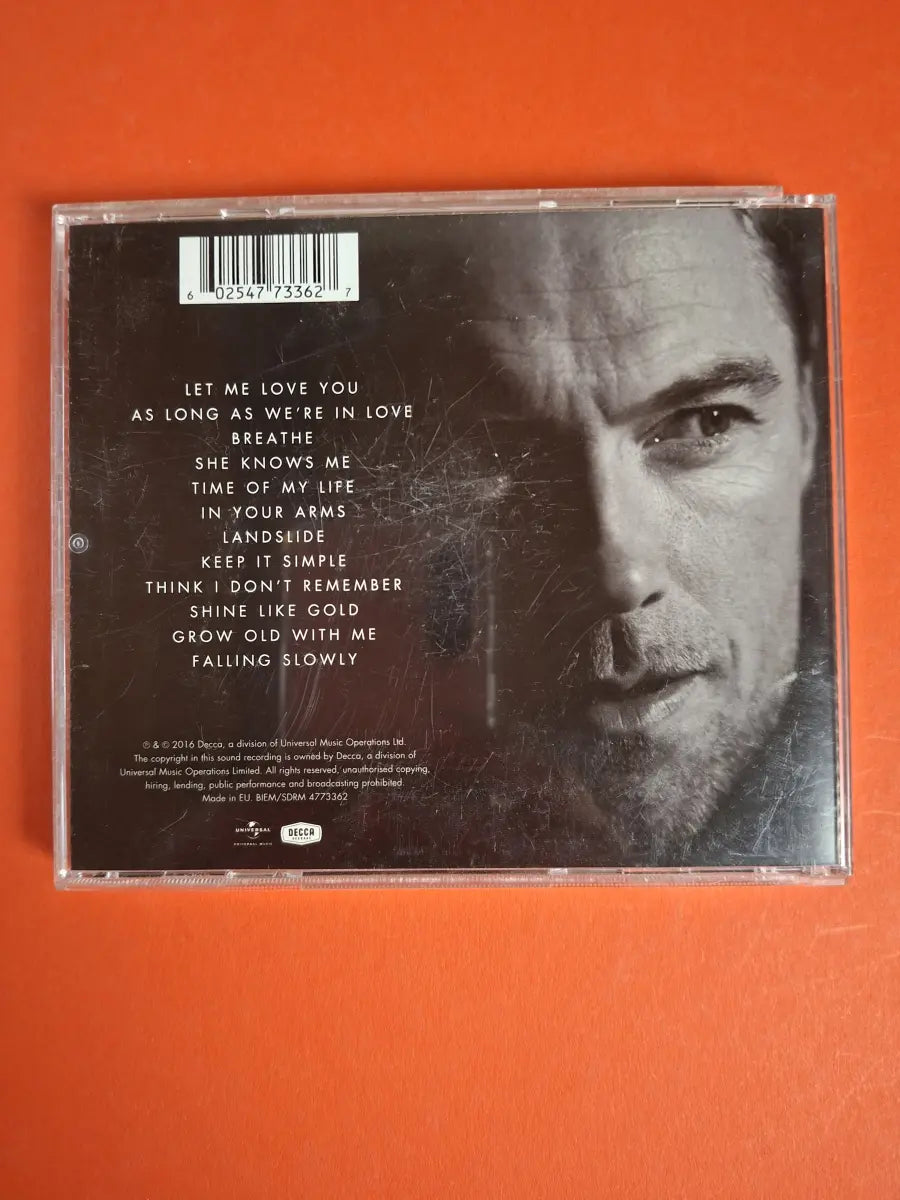 6 02547 73362 7
LET ME LOVE YOU
AS LONG AS WE'RE IN LOVE
BREATHE
SHE KNOWS ME
TIME OF MY LIFE
IN YOUR ARMS
LANDSLIDE
KEEP IT SIMPLE
THINK I DON'T REMEMBER
SHINE LIKE GOLD
GROW OLD WITH ME
FALLING SLOWLY
℗ & © 2016 Decca, a division of Universal Music Operations Ltd.
The copyright in this sound recording is owned by Decca, a division of
Universal Music Operations Limited. All rights reserved, unauthorised copying,
hiring, lending, public performance and broadcasting prohibited.
Made in EU. BIEM/SDRM 4773362
UNIVERSAL
UNIVERSAL MUSIC
DECCA
RECORDS